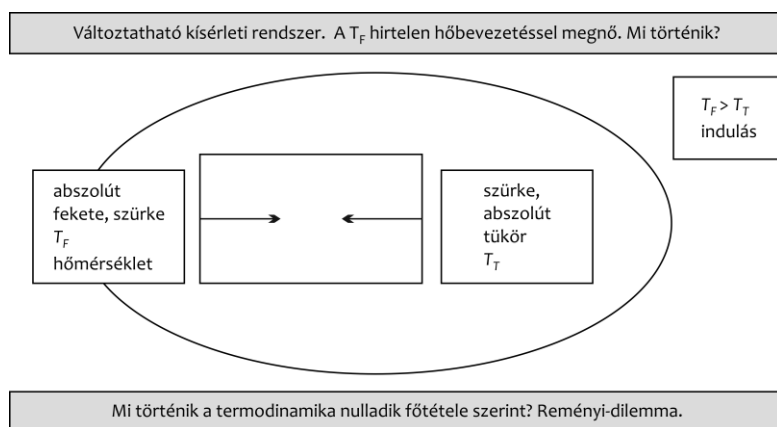 Változtatható kísérleti rendszer. A T_F hirtelen hőbevezetéssel megnő. Mi történik?
T_F > T_T
indulás
abszolút
fekete, szürke
T_F
hőmérséklet
szürke,
abszolút
tükör
T_T
Mi történik a termodinamika nulladik főtétele szerint? Reményi-dilemma.